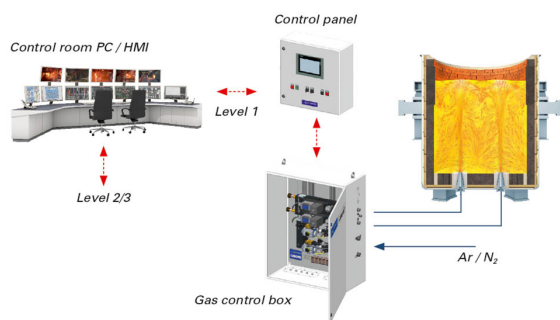 Control panel
Control room PC / HMI
Level 1
Level 2/3
Ar / N₂
Gas control box